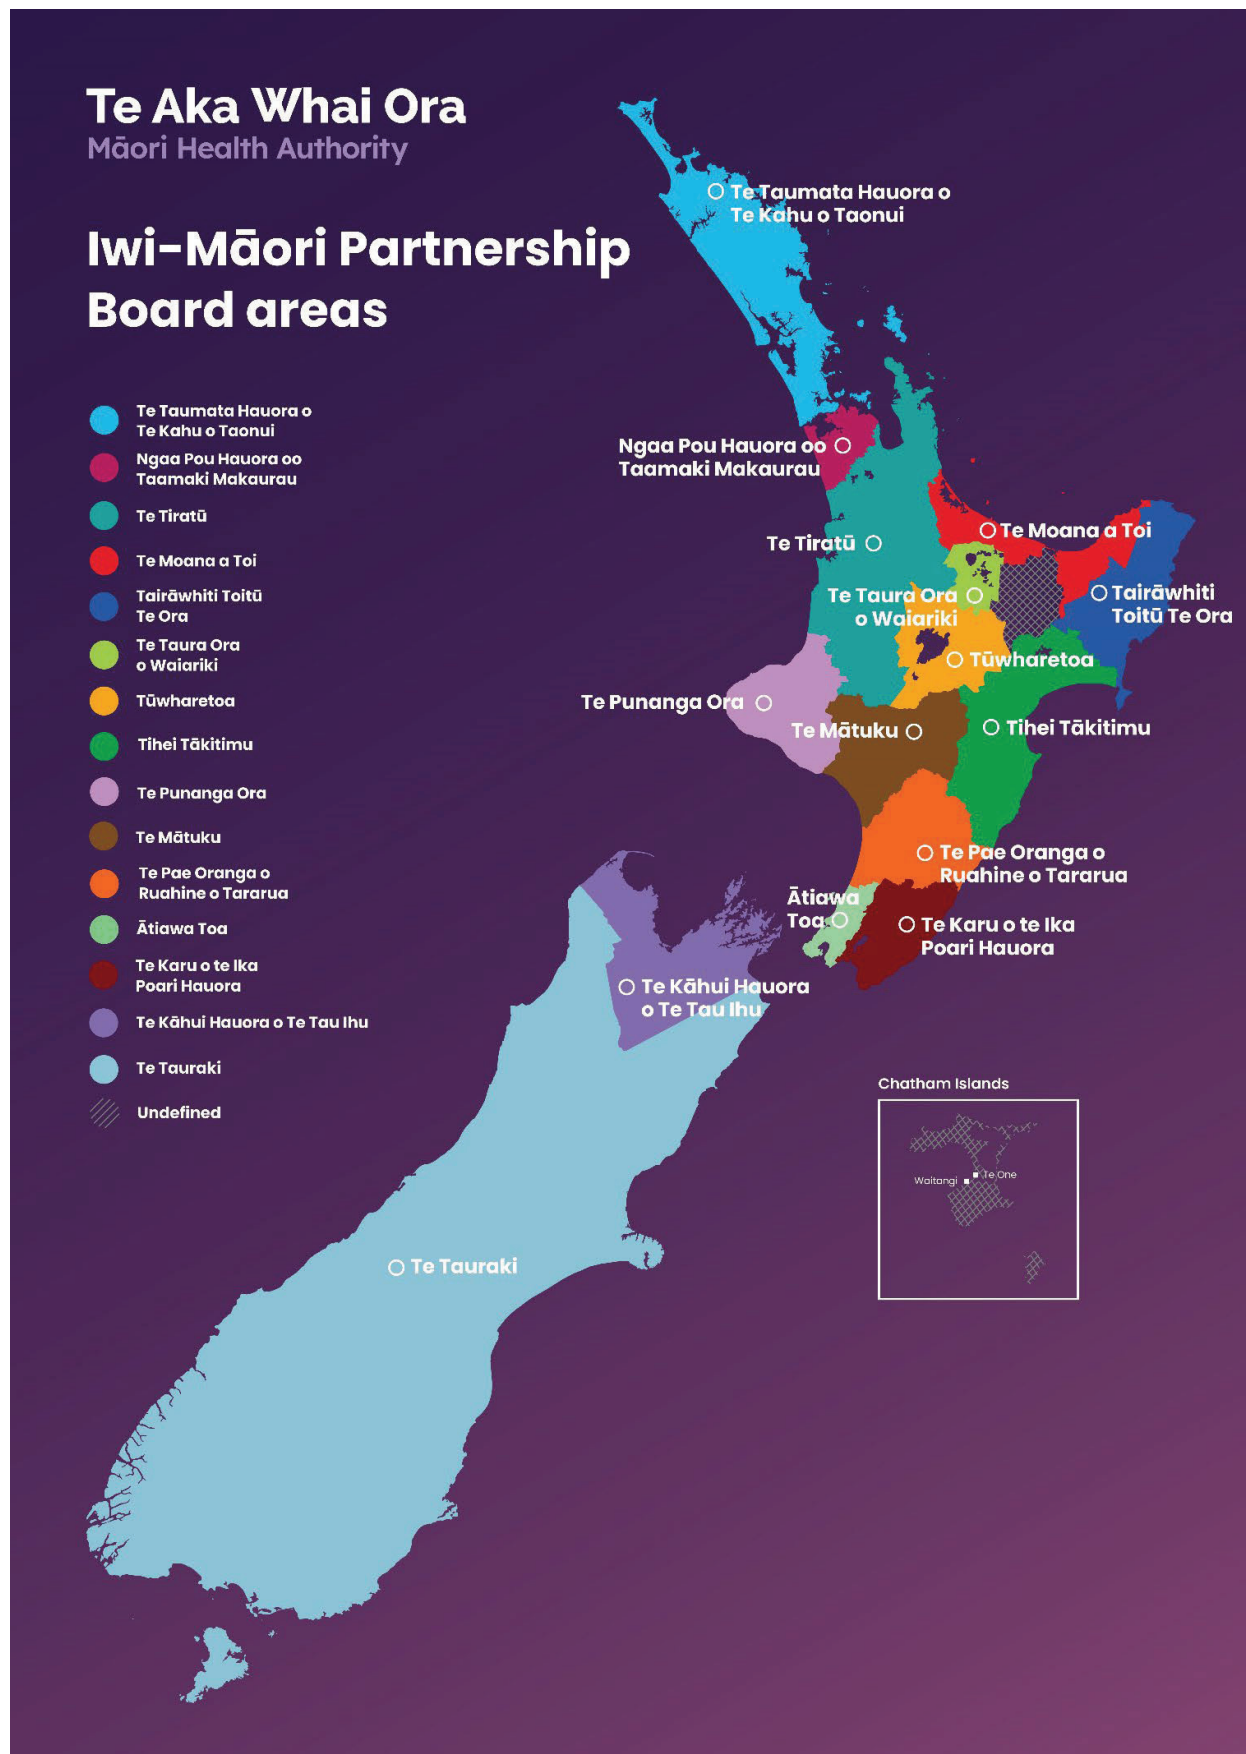 Te Aka Whai Ora
Māori Health Authority
Iwi-Māori Partnership
Board areas
Te Taumata Hauora o
Te Kahu o Taonui
Ngaa Pou Hauora oo
Taamaki Makaurau
Te Tiratū
Te Moana a Toi
Tairāwhiti Toitū
Te Ora
Te Taura Ora
o Waiariki
Tūwharetoa
Tihei Tākitimu
Te Punanga Ora
Te Mātuku
Te Pae Oranga o
Ruahine o Tararua
Ātiawa Toa
Te Karu o te Ika
Poari Hauora
Te Kāhui Hauora o Te Tau Ihu
Te Tauraki
Undefined
Te Taumata Hauora o
Te Kahu o Taonui
Ngaa Pou Hauora oo
Taamaki Makaurau
Te Moana a Toi
Te Tiratū
Te Taura Ora
o Waiariki
Tairāwhiti
Toitū Te Ora
Tūwharetoa
Te Punanga Ora
Te Mātuku
Tihei Tākitimu
Te Pae Oranga o
Ruahine o Tararua
Ātiawa
Toa
Te Karu o te Ika
Poari Hauora
Te Kāhui Hauora
o Te Tau Ihu
Te Tauraki
Chatham Islands
Te One
Waitangi